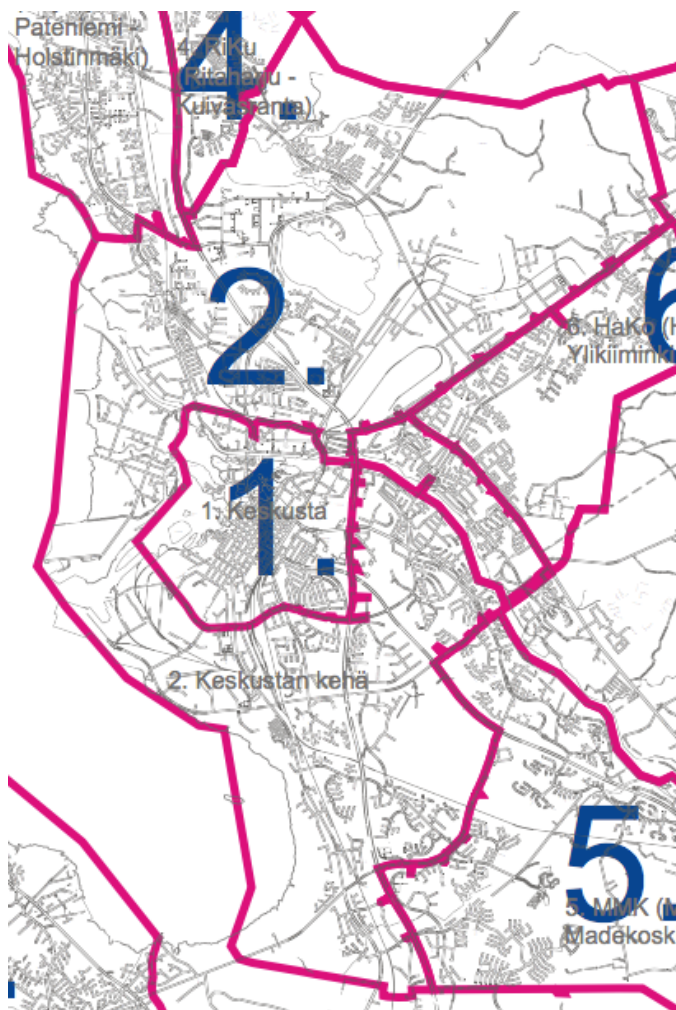 Pateniemi -
Holstinmäki)
4.
4. RiKu
(Ritaharju -
Kuivasranta)
2.
6. HaKo (H
Ylikiimink
1.
1. Keskusta
2. Keskustan kehä
5.
5. MMK (M
Madekosk